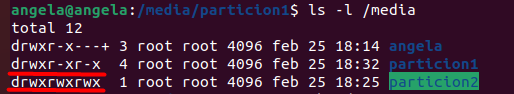 angela@angela:/media/particion1$ ls -l /media
total 12
drwxr-x---+ 3 root root 4096 feb 25 18:14 angela
drwxr-xr-x  4 root root 4096 feb 25 18:32 particion1
drwxrwxrwx  1 root root 4096 feb 25 18:25 particion2